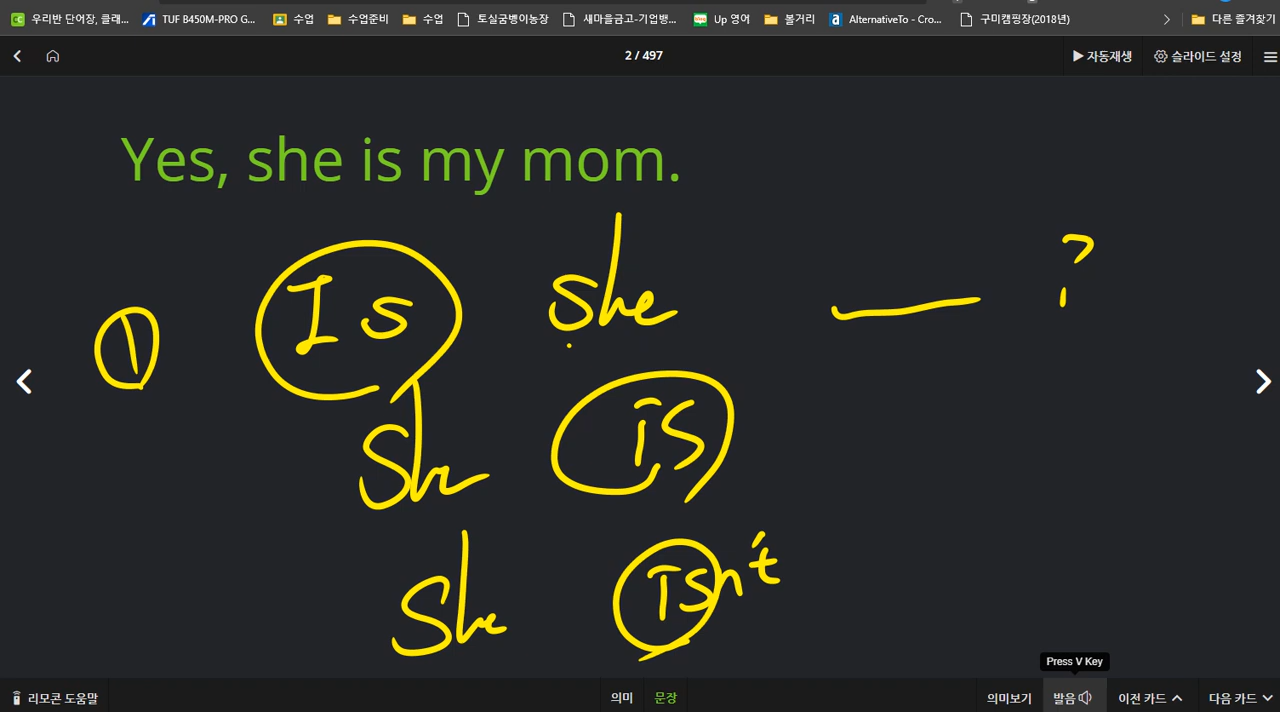 우리반 단어장, 클래... TUF B450M-PRO G... 수업 수업준비 수업 토실굼벵이농장 새마을금고-기업뱅... Up 영어 볼거리 AlternativeTo - Cro... 구미캠핑장(2018년) 다른 즐겨찾기
2 / 497 자동재생 슬라이드 설정
Yes, she is my mom.
① Is she ___ ?
She is
She isn't
Press V Key
리모콘 도움말 의미 문장 의미보기 발음 이전 카드 다음 카드